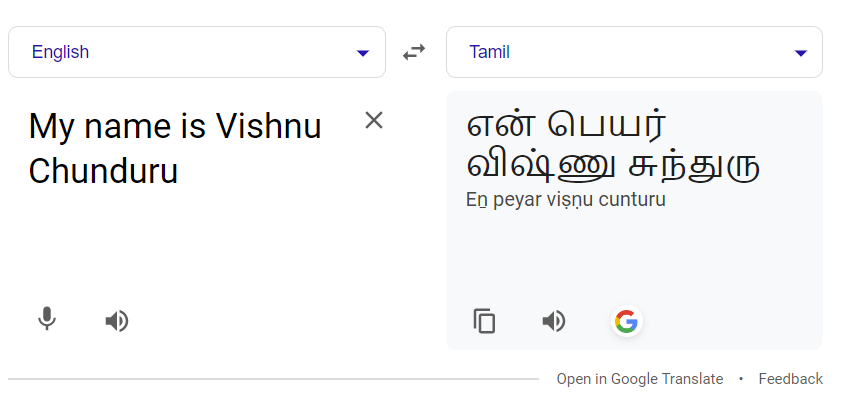 English
Tamil
My name is Vishnu
Chunduru
என் பெயர்
விஷ்ணு சுந்துரு
Eṉ peyar viṣṇu cunturu
Open in Google Translate • Feedback